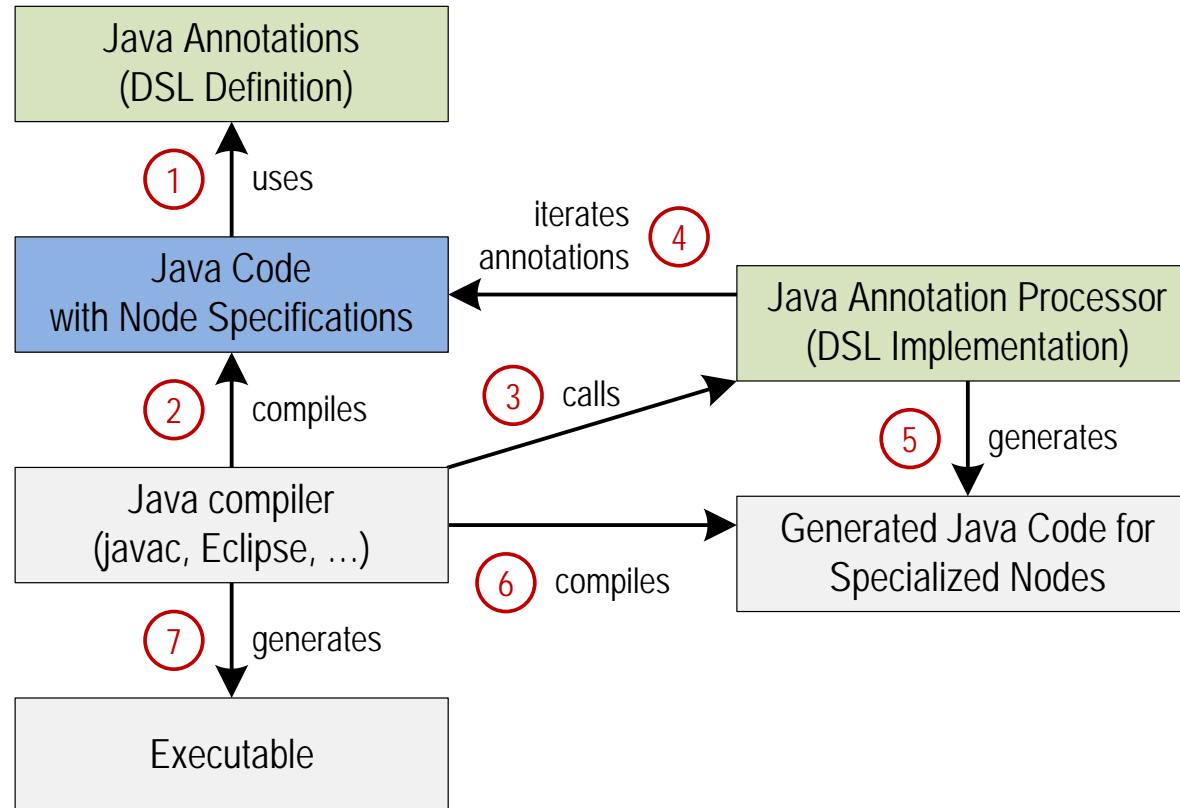 Java Annotations
(DSL Definition)
1
uses
iterates
annotations
4
Java Code
with Node Specifications
Java Annotation Processor
(DSL Implementation)
2
compiles
3
calls
5
generates
Java compiler
(javac, Eclipse, …)
Generated Java Code for
Specialized Nodes
6
compiles
7
generates
Executable